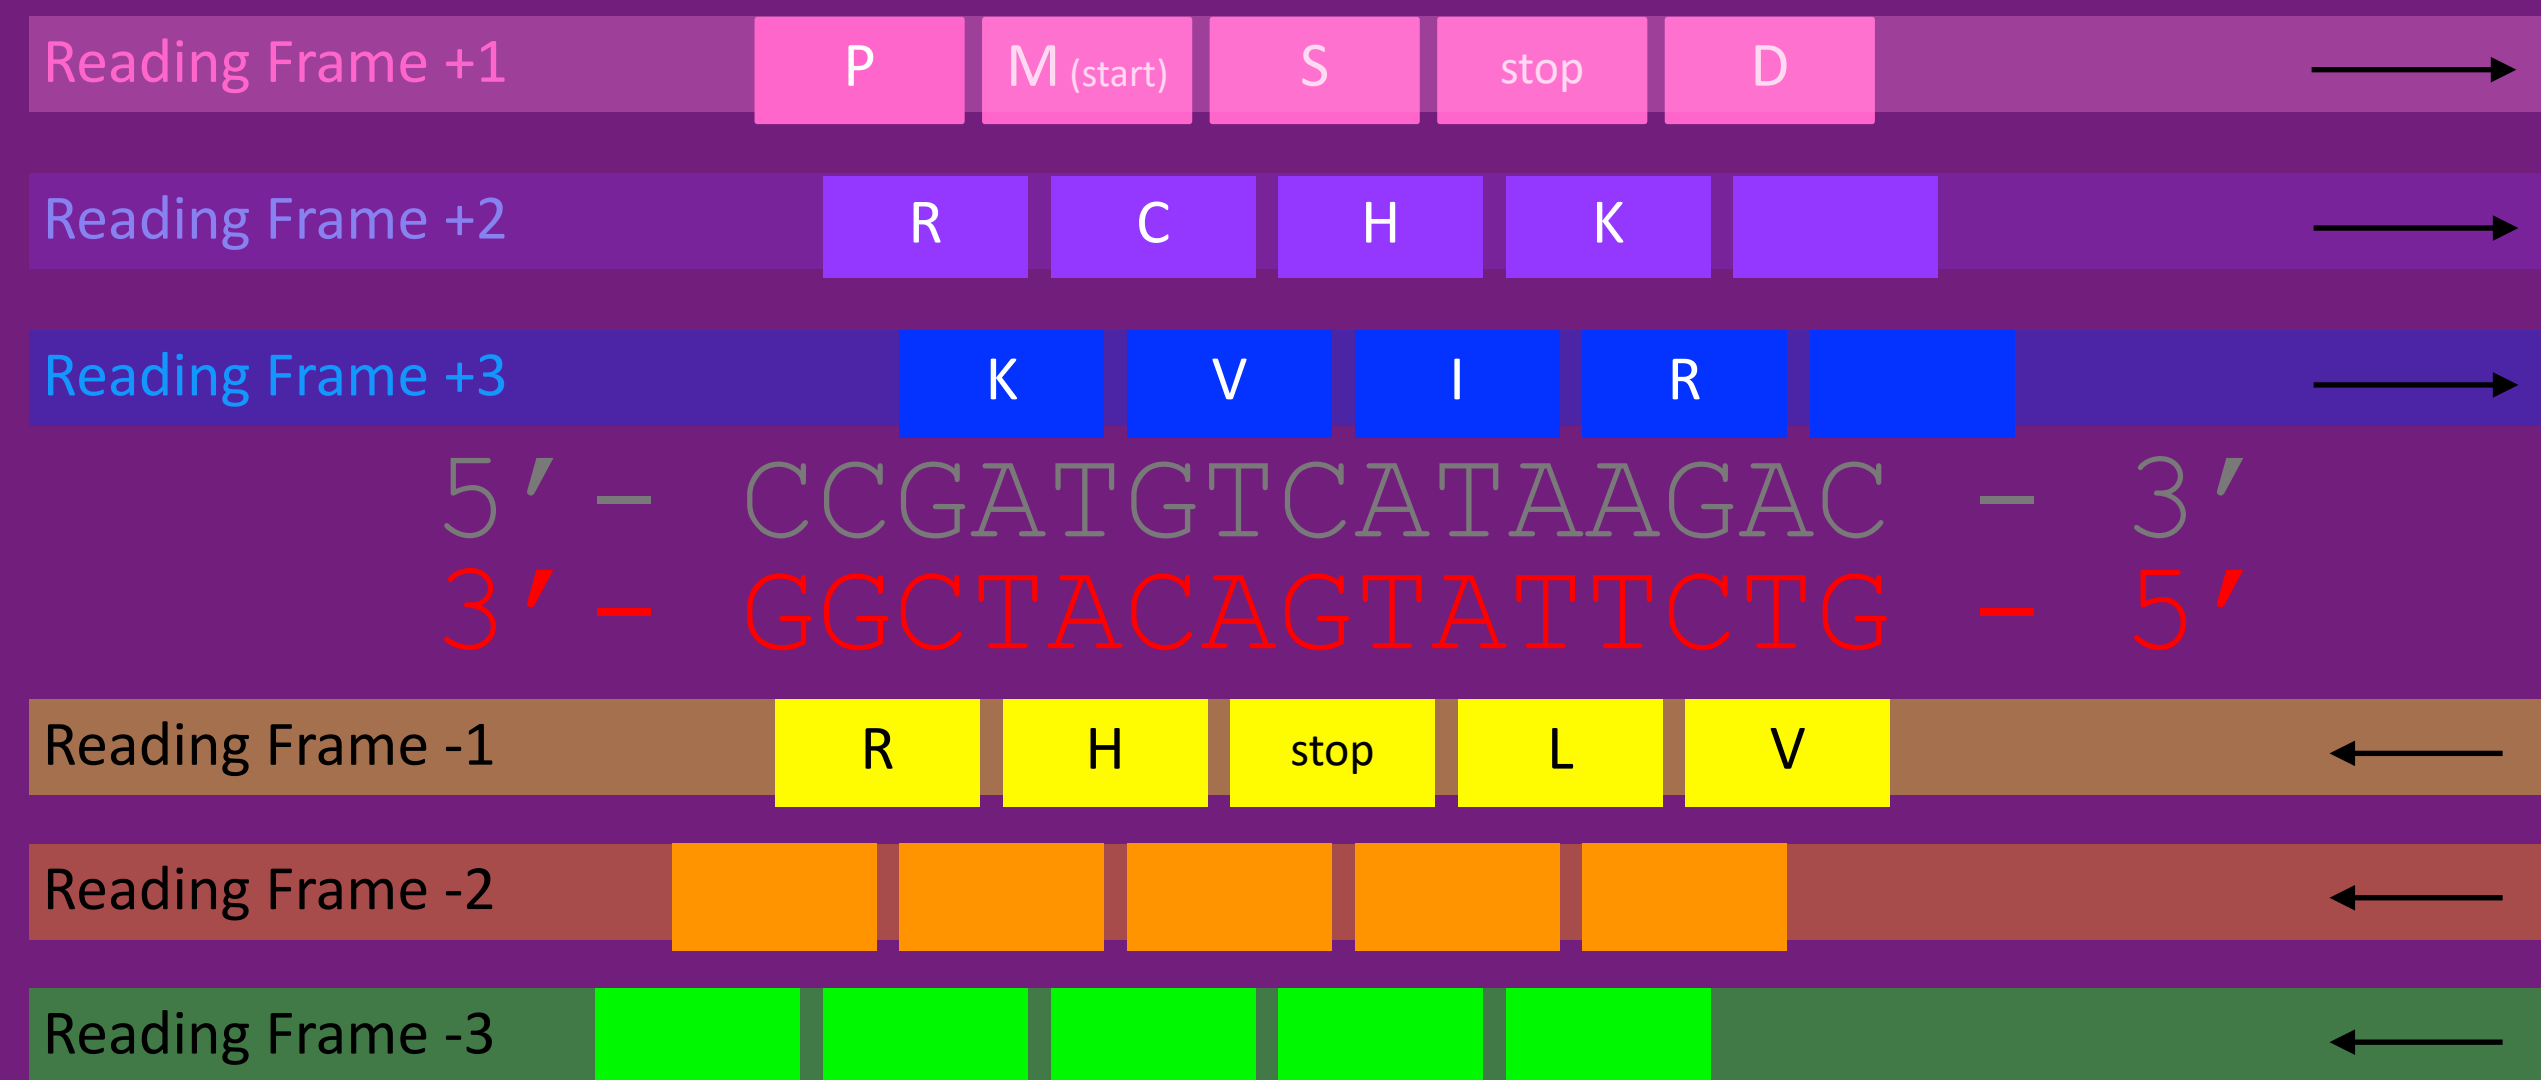 Reading Frame +1 P M (start) S stop D
Reading Frame +2 R C H K
Reading Frame +3 K V I R
5’- CCGATGTCATAAGAC - 3’
3’- GGCTACAGTATTCTG - 5’
Reading Frame -1 R H stop L V
Reading Frame -2
Reading Frame -3